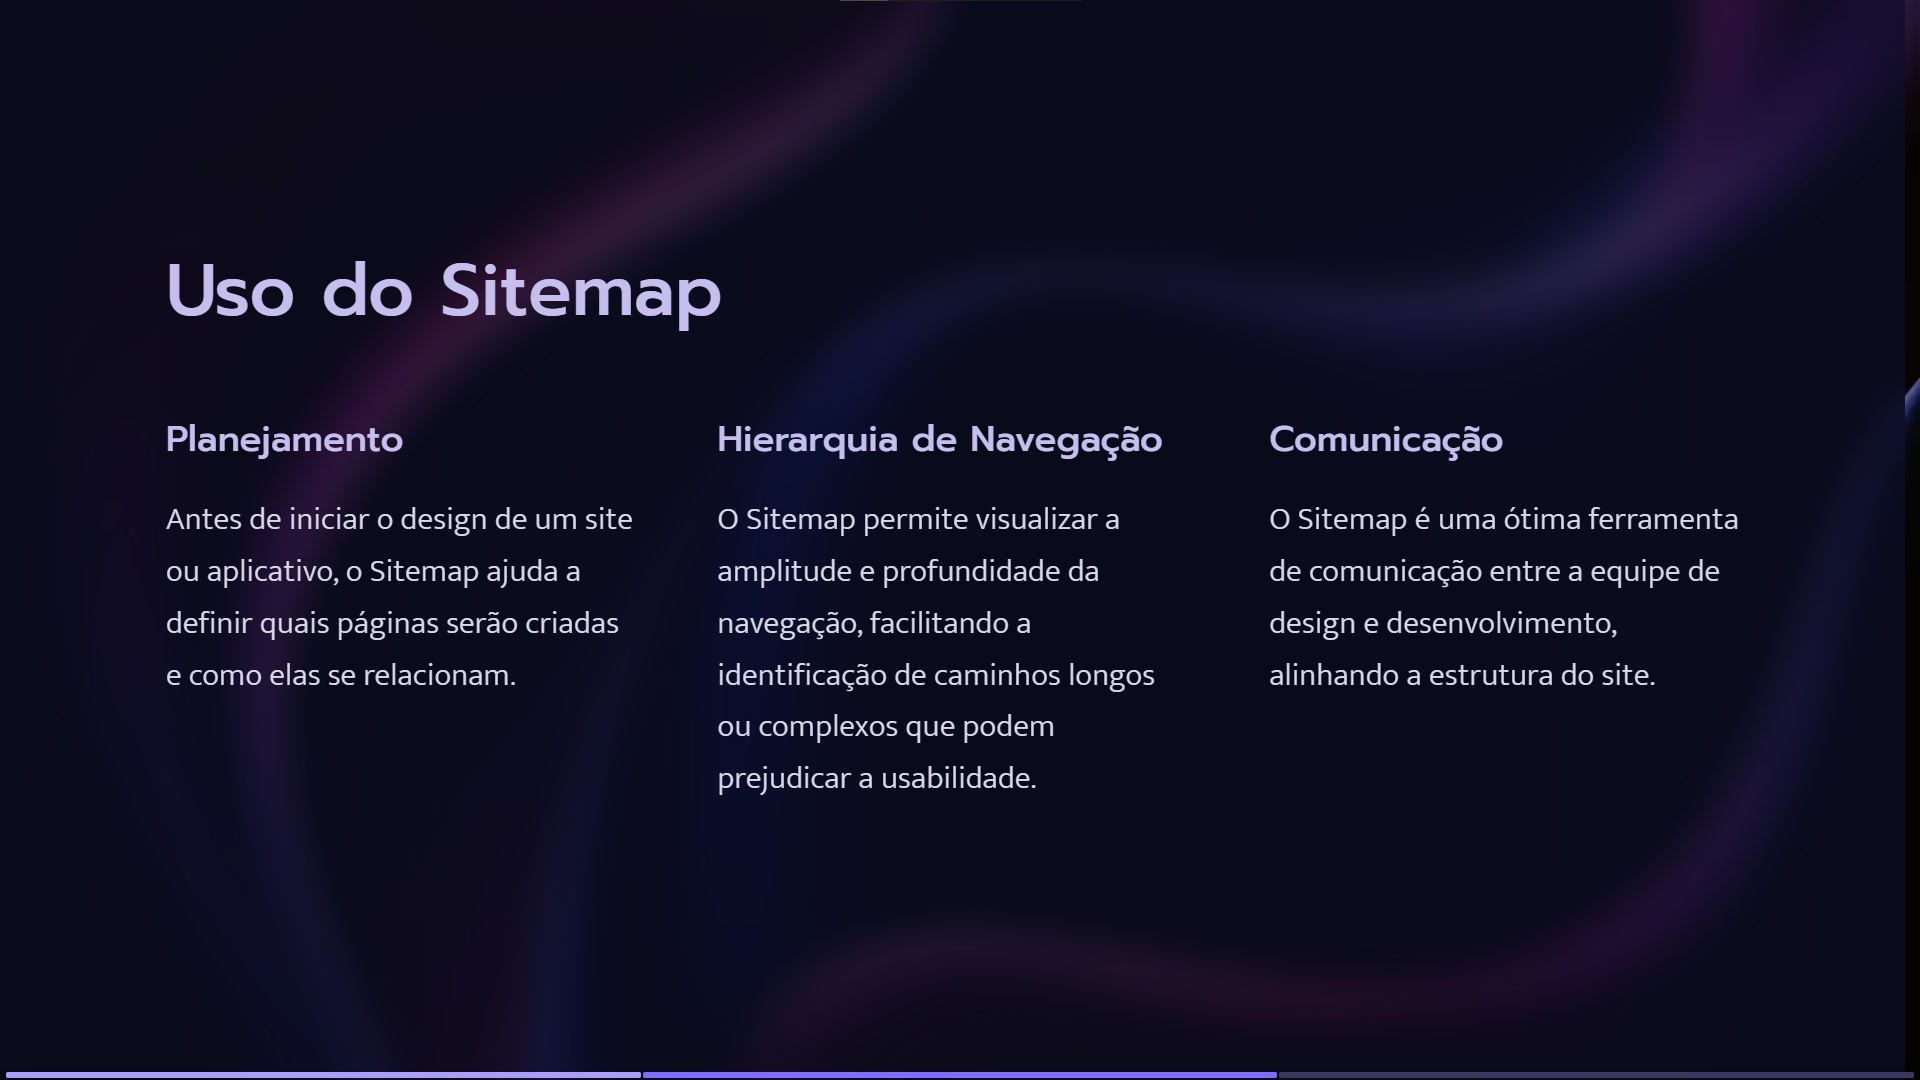 Uso do Sitemap
Planejamento
Antes de iniciar o design de um site
ou aplicativo, o Sitemap ajuda a
definir quais páginas serão criadas
e como elas se relacionam.
Hierarquia de Navegação
O Sitemap permite visualizar a
amplitude e profundidade da
navegação, facilitando a
identificação de caminhos longos
ou complexos que podem
prejudicar a usabilidade.
Comunicação
O Sitemap é uma ótima ferramenta
de comunicação entre a equipe de
design e desenvolvimento,
alinhando a estrutura do site.